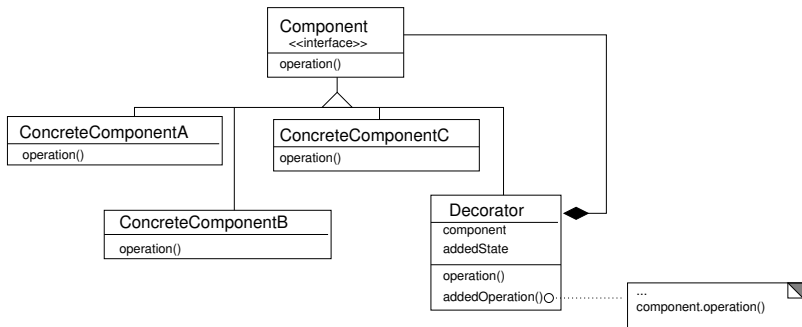 Component
<<interface>>
operation()
ConcreteComponentA
operation()
ConcreteComponentC
operation()
ConcreteComponentB
operation()
Decorator
component
addedState
operation()
addedOperation()
...
component.operation()